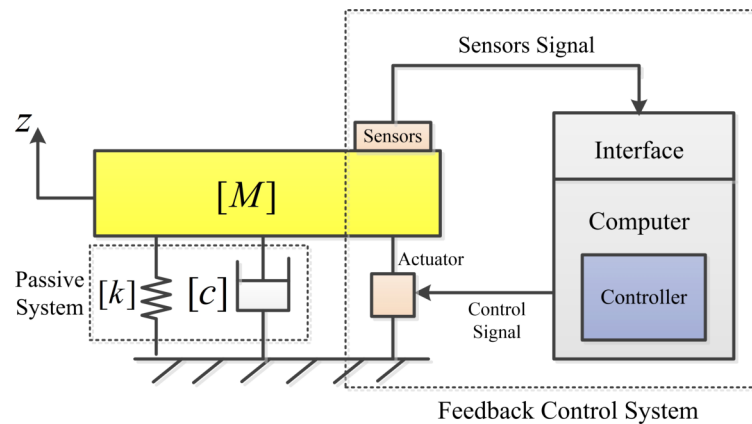 Sensors Signal
z
Sensors
Interface
[M]
Computer
Actuator
Passive
System
[k]
[c]
Controller
Control
Signal
Feedback Control System